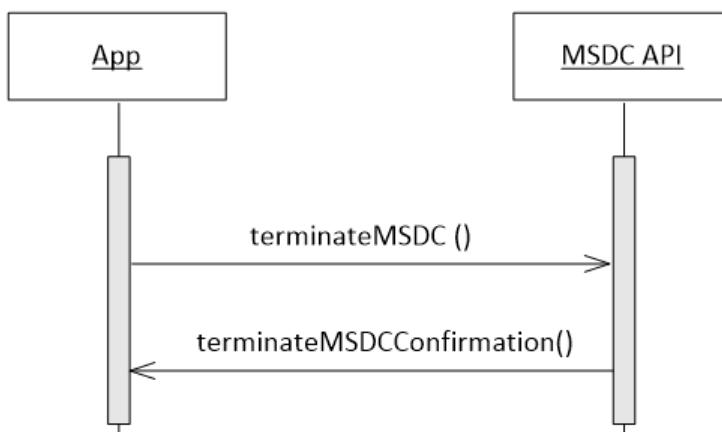 App
MSDC API
terminateMSDC ()
terminateMSDCConfirmation()